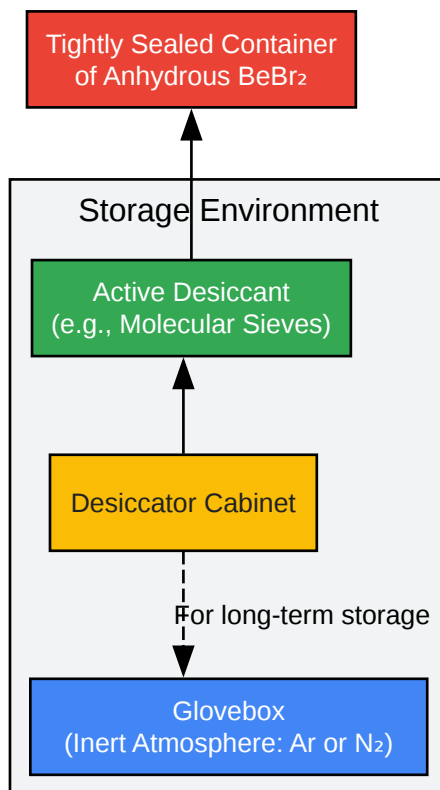 Tightly Sealed Container
of Anhydrous BeBr₂
Storage Environment
Active Desiccant
(e.g., Molecular Sieves)
Desiccator Cabinet
For long-term storage
Glovebox
(Inert Atmosphere: Ar or N₂)